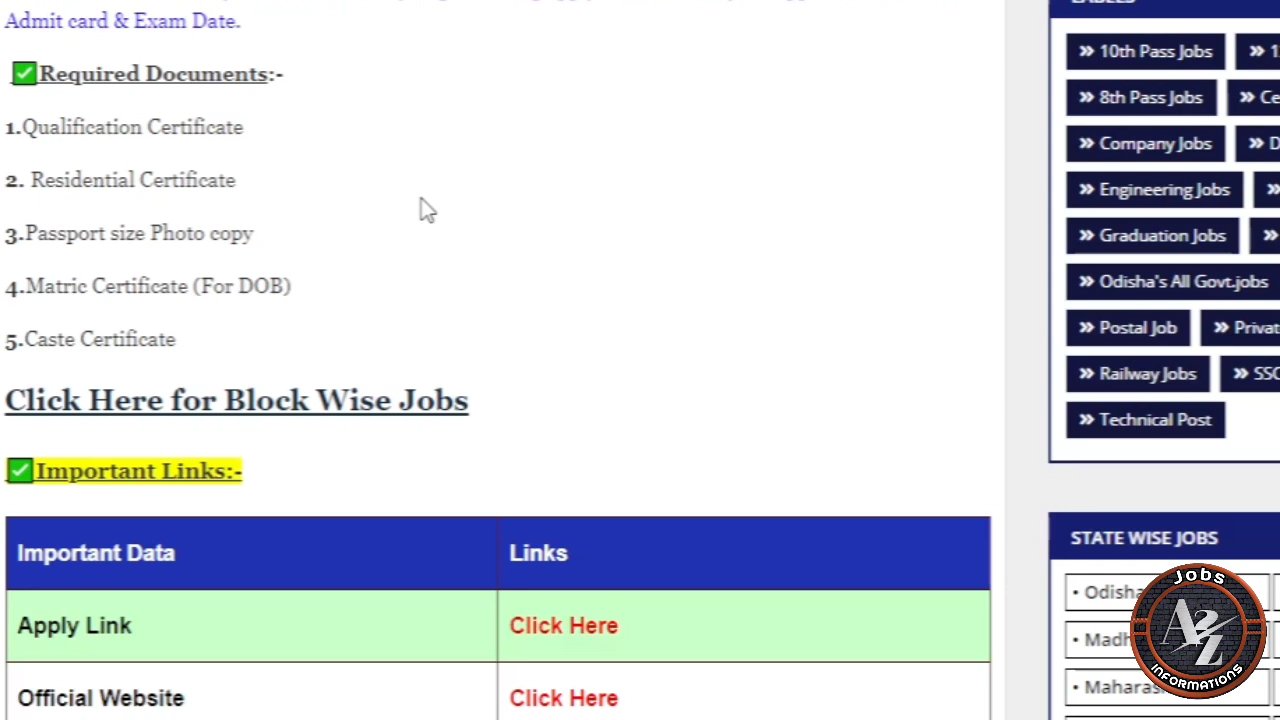 Admit card & Exam Date.
✅Required Documents:-
1.Qualification Certificate
2. Residential Certificate
3.Passport size Photo copy
4.Matric Certificate (For DOB)
5.Caste Certificate
Click Here for Block Wise Jobs
✅Important Links:-
Important Data Links
Apply Link Click Here
Official Website Click Here
LABELS
» 10th Pass Jobs »
» 8th Pass Jobs »
» Company Jobs »
» Engineering Jobs »
» Graduation Jobs »
» Odisha's All Govt.jobs
» Postal Job »
» Railway Jobs »
» Technical Post
STATE WISE JOBS
Jobs
A2Z
INFORMATIONS